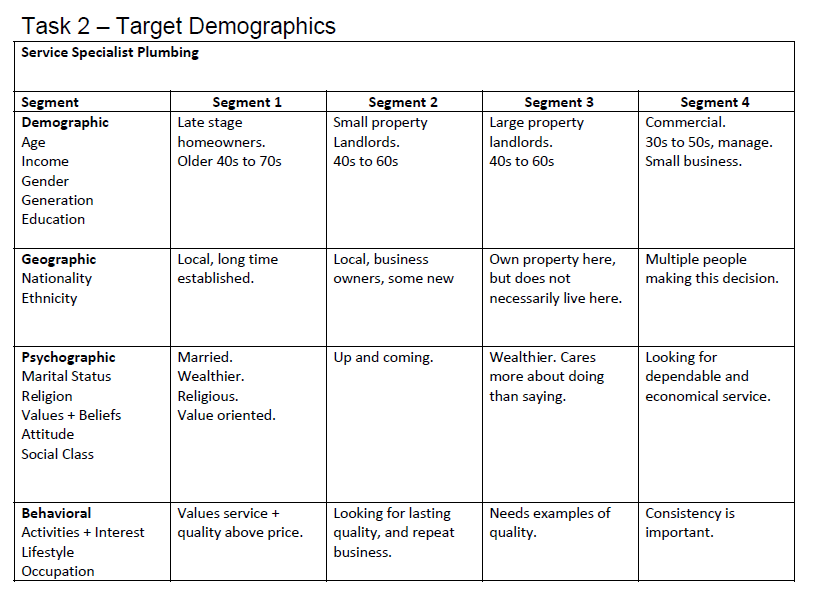 Task 2 – Target Demographics
Service Specialist Plumbing
Segment
Segment 1
Segment 2
Segment 3
Segment 4
Demographic
Age
Income
Gender
Generation
Education
Late stage
homeowners.
Older 40s to 70s
Small property
Landlords.
40s to 60s
Large property
landlords.
40s to 60s
Commercial.
30s to 50s, manage.
Small business.
Geographic
Nationality
Ethnicity
Local, long time
established.
Local, business
owners, some new
Own property here,
but does not
necessarily live here.
Multiple people
making this decision.
Psychographic
Marital Status
Religion
Values + Beliefs
Attitude
Social Class
Married.
Wealthier.
Religious.
Value oriented.
Up and coming.
Wealthier. Cares
more about doing
than saying.
Looking for
dependable and
economical service.
Behavioral
Activities + Interest
Lifestyle
Occupation
Values service +
quality above price.
Looking for lasting
quality, and repeat
business.
Needs examples of
quality.
Consistency is
important.